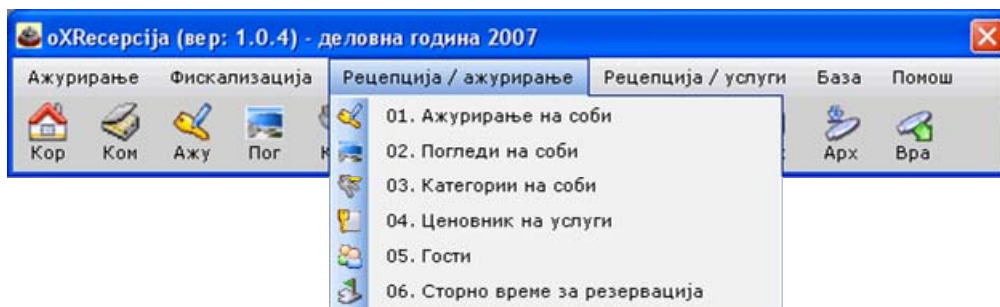 oXRecepcija (вер: 1.0.4) - деловна година 2007
Ажурирање Фискализација Рецепција / ажурирање Рецепција / услуги База Помош
Кор Ком Ажу Пог Арх Вра
01. Ажурирање на соби
02. Погледи на соби
03. Категории на соби
04. Ценовник на услуги
05. Гости
06. Сторно време за резервација